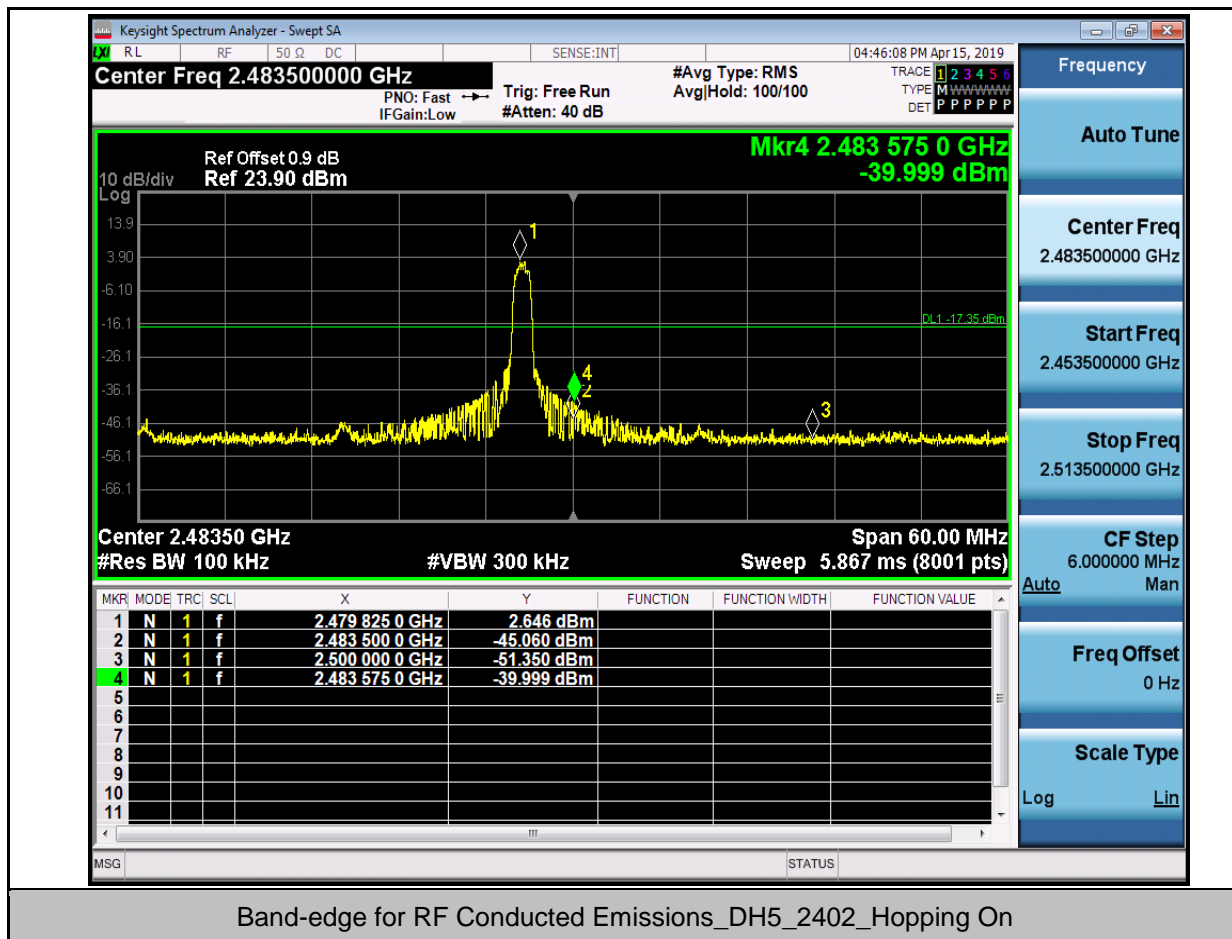 Keysight Spectrum Analyzer - Swept SA
LXI RL RF 50 Ω DC SENSE:INT 04:46:08 PM Apr 15, 2019
Center Freq 2.483500000 GHz
PNO: Fast
IFGain:Low
Trig: Free Run
#Atten: 40 dB
#Avg Type: RMS
Avg|Hold: 100/100
TRACE 1 2 3 4 5 6
TYPE M WWWWW
DET P P P P P P
Frequency
Mkr4 2.483 575 0 GHz
-39.999 dBm
Ref Offset 0.9 dB
10 dB/div Ref 23.90 dBm
Log
13.9
3.90
-6.10
-16.1
-26.1
-36.1
-46.1
-56.1
-66.1
1
DL1 -17.35 dBm
4
2
3
Center 2.48350 GHz Span 60.00 MHz
#Res BW 100 kHz #VBW 300 kHz Sweep 5.867 ms (8001 pts)
MKR MODE TRC SCL X Y FUNCTION FUNCTION WIDTH FUNCTION VALUE
1 N 1 f 2.479 825 0 GHz 2.646 dBm
2 N 1 f 2.483 500 0 GHz -45.060 dBm
3 N 1 f 2.500 000 0 GHz -51.350 dBm
4 N 1 f 2.483 575 0 GHz -39.999 dBm
5
6
7
8
9
10
11
MSG STATUS
Auto Tune
Center Freq
2.483500000 GHz
Start Freq
2.453500000 GHz
Stop Freq
2.513500000 GHz
CF Step
6.000000 MHz
Auto Man
Freq Offset
0 Hz
Scale Type
Log Lin
Band-edge for RF Conducted Emissions_DH5_2402_Hopping On